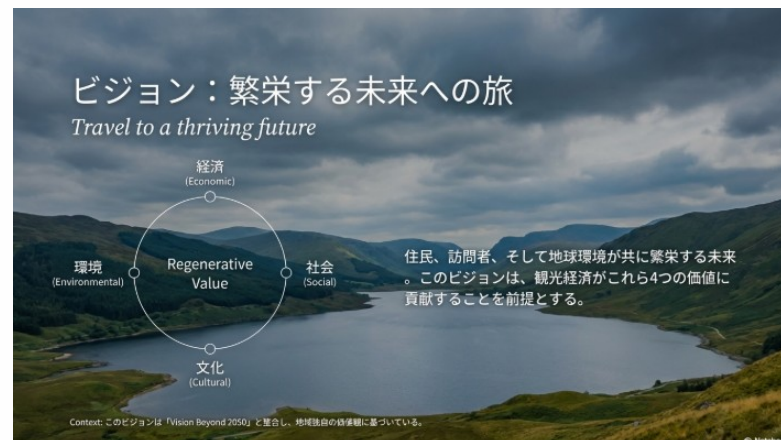 ビジョン：繁栄する未来への旅
Travel to a thriving future
経済
(Economic)
環境
(Environmental)
Regenerative
Value
社会
(Social)
文化
(Cultural)
住民、訪問者、そして地球環境が共に繁栄する未来
。このビジョンは、観光経済がこれら4つの価値に
貢献することを前提とする。
Context: このビジョンは「Vision Beyond 2050」と整合し、地域独自の価値観に基づいている。